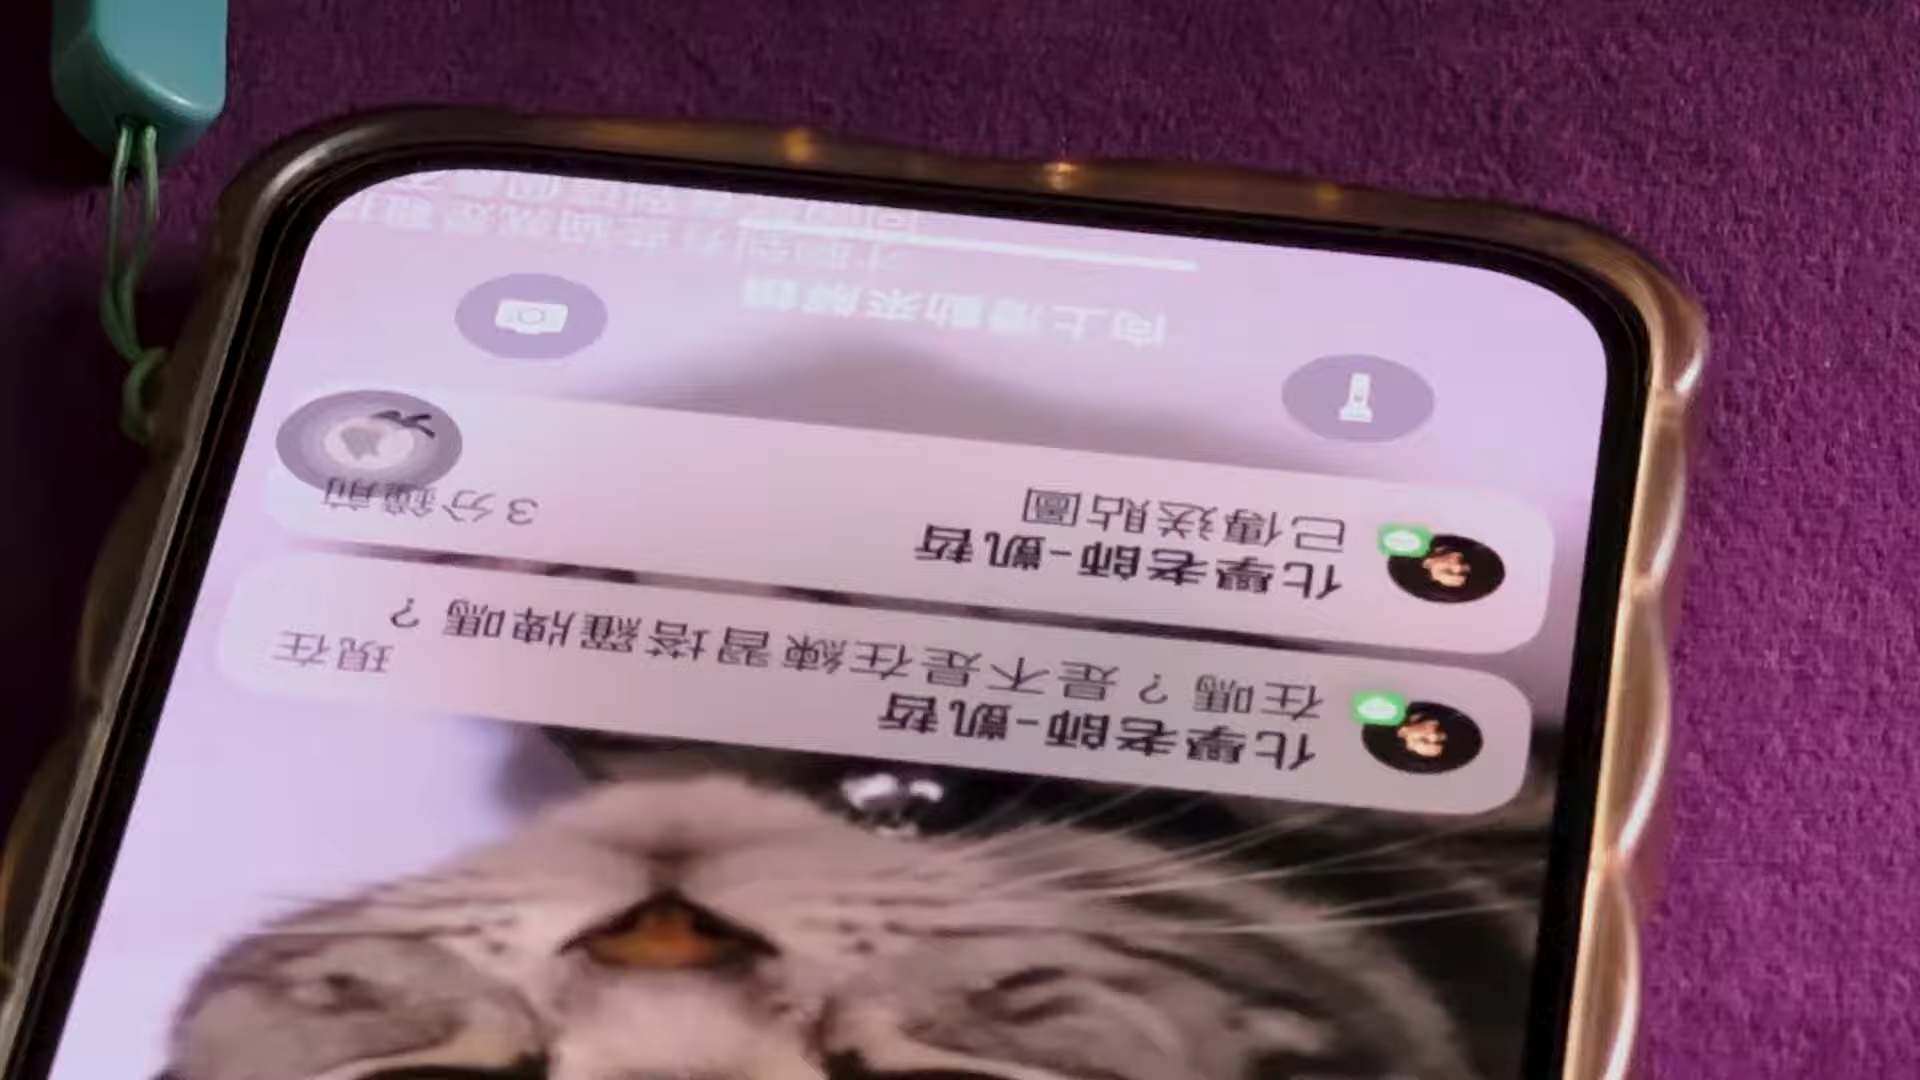 化學老師-凱哲
在嗎？是不是在練習塔羅牌嗎？
現在
化學老師-凱哲
已傳送貼圖
3分鐘前
向上滑動來解鎖